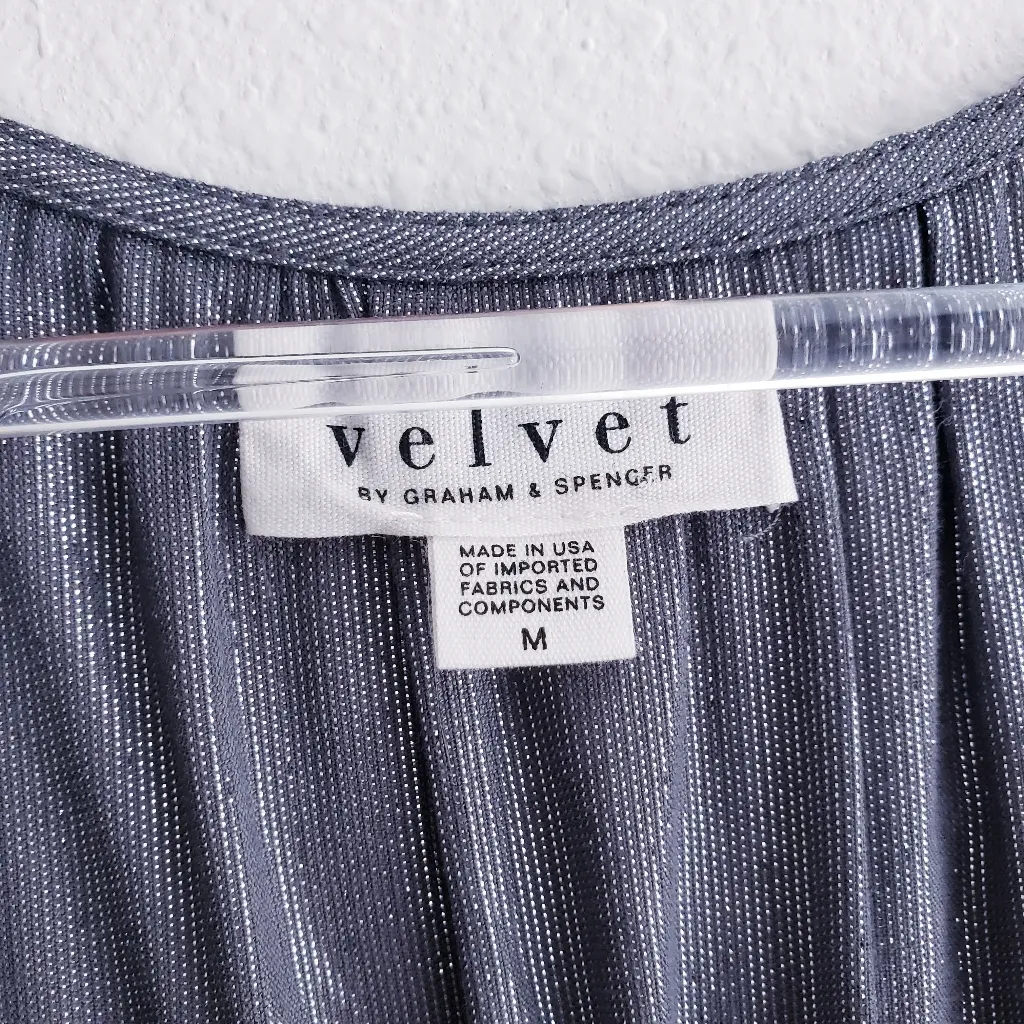 velvet
BY GRAHAM & SPENCER
MADE IN USA
OF IMPORTED
FABRICS AND
COMPONENTS
M